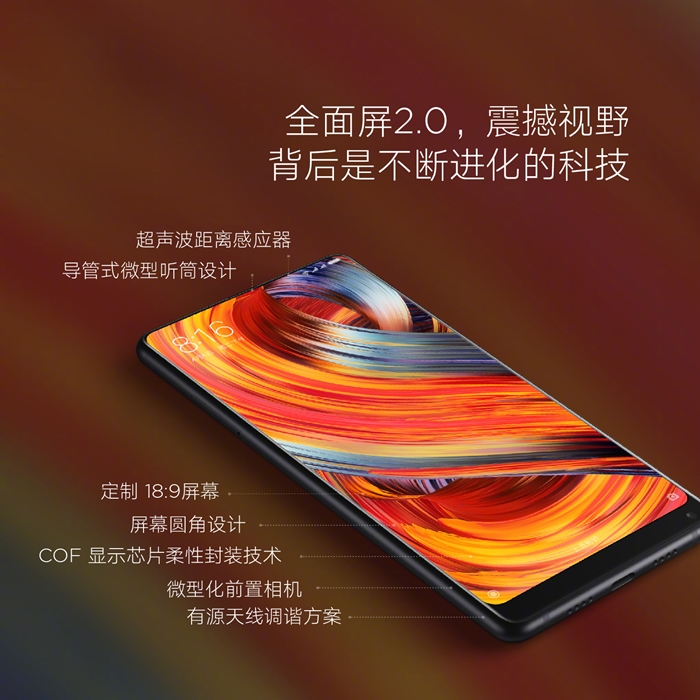 全面屏2.0，震撼视野
背后是不断进化的科技
超声波距离感应器
导管式微型听筒设计
8:16
定制 18:9屏幕
屏幕圆角设计
COF 显示芯片柔性封装技术
微型化前置相机
有源天线调谐方案